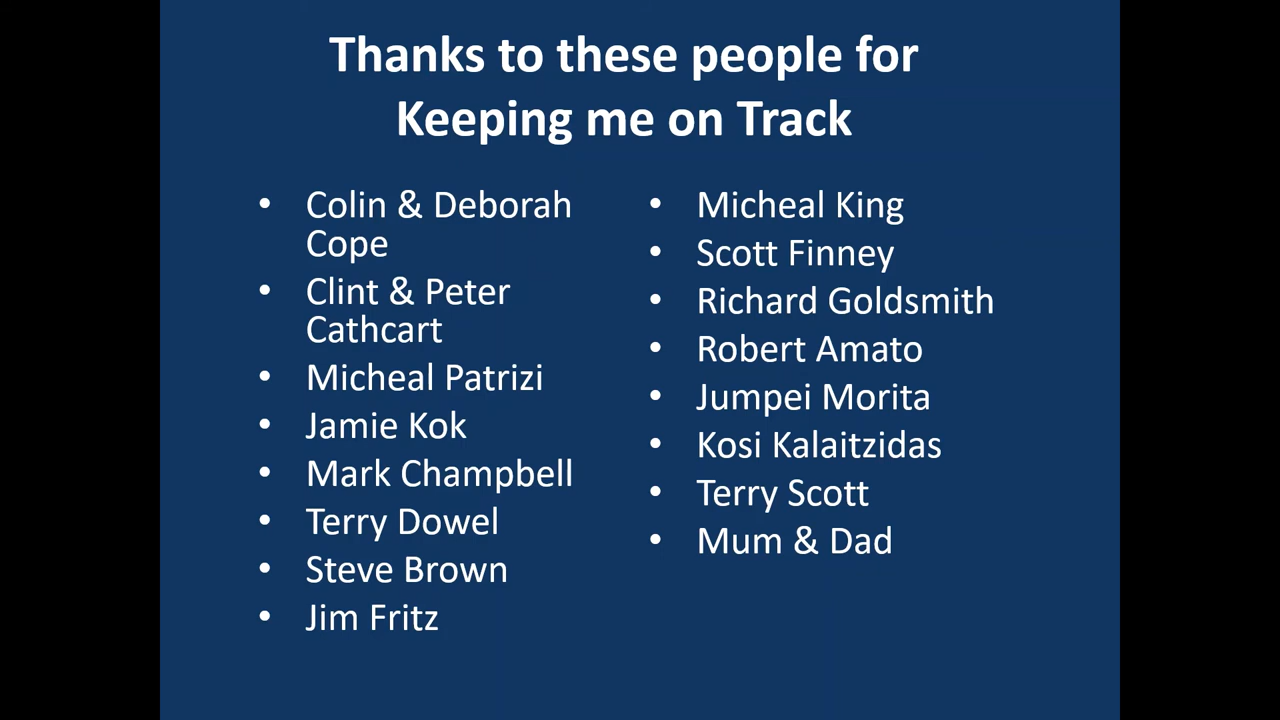 Thanks to these people for
Keeping me on Track
• Colin & Deborah
Cope
• Clint & Peter
Cathcart
• Micheal Patrizi
• Jamie Kok
• Mark Champbell
• Terry Dowel
• Steve Brown
• Jim Fritz
• Micheal King
• Scott Finney
• Richard Goldsmith
• Robert Amato
• Jumpei Morita
• Kosi Kalaitzidas
• Terry Scott
• Mum & Dad